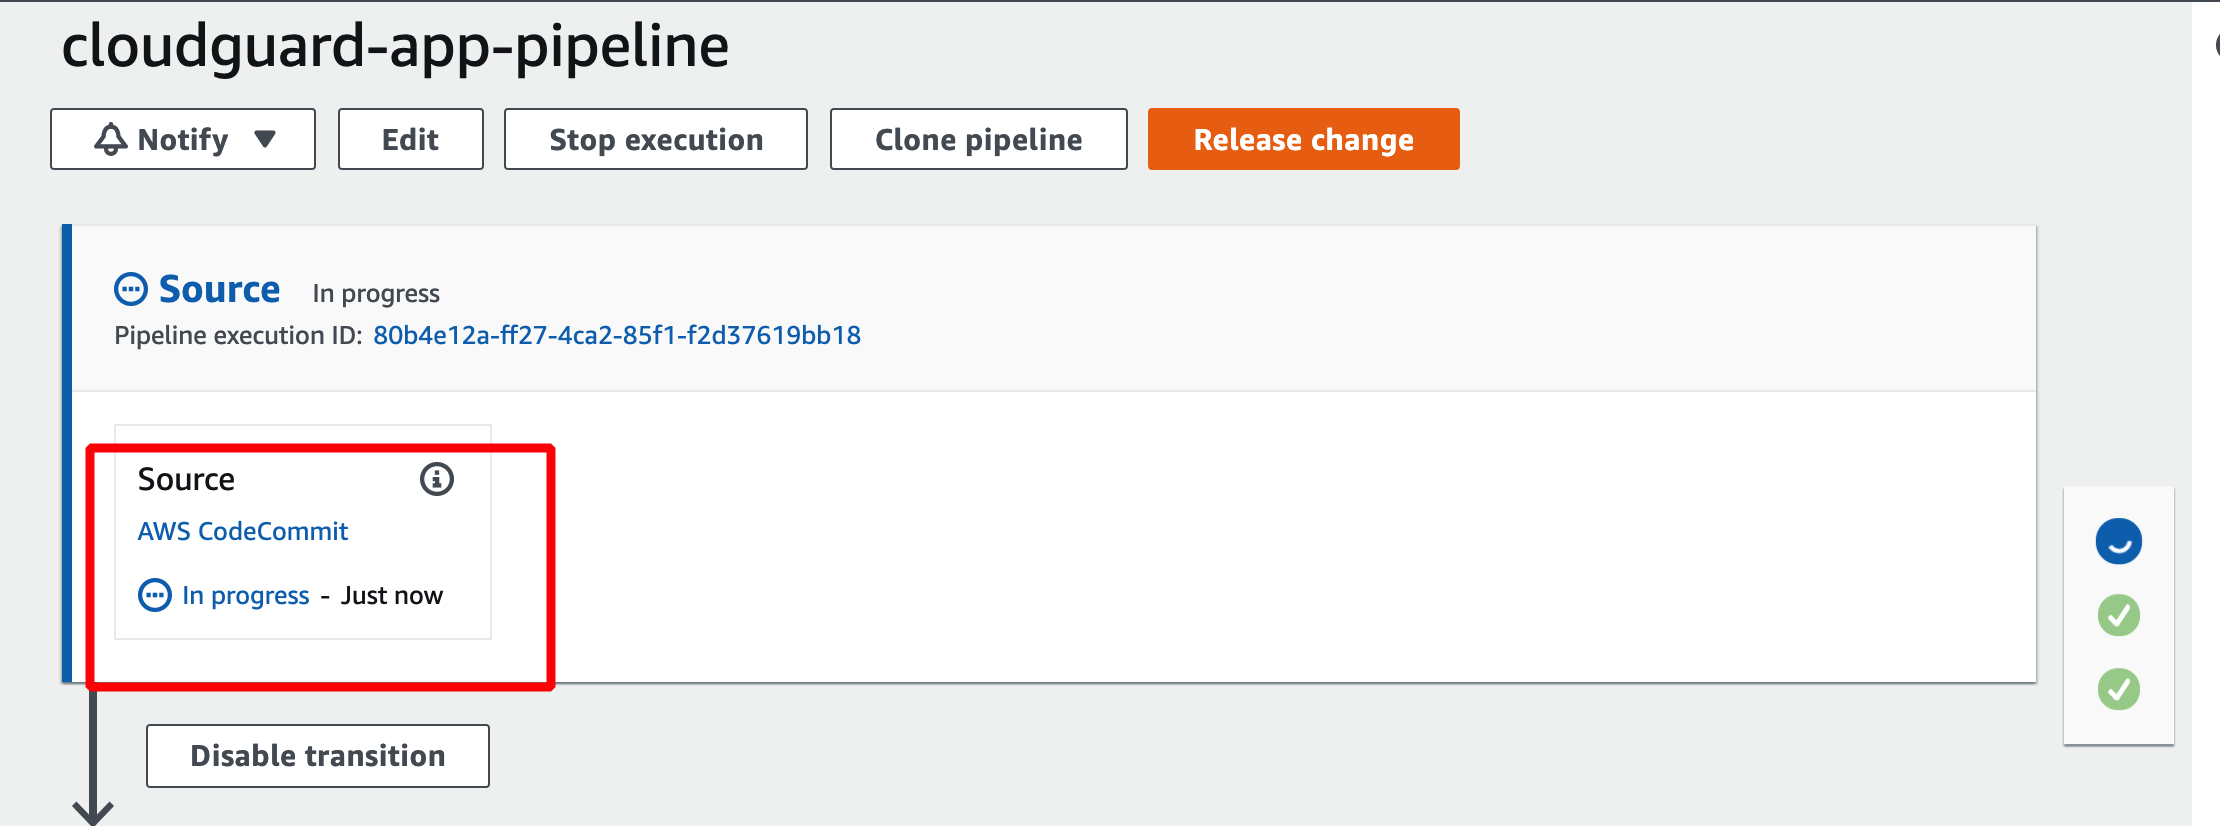 cloudguard-app-pipeline
Notify
Edit
Stop execution
Clone pipeline
Release change
Source In progress
Pipeline execution ID: 80b4e12a-ff27-4ca2-85f1-f2d37619bb18
Source
AWS CodeCommit
In progress - Just now
Disable transition